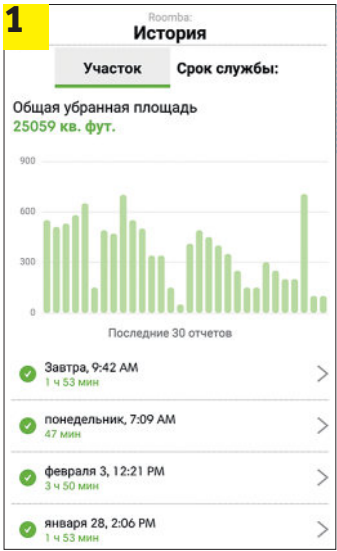 1
Roomba:
История
Участок Срок службы:
Общая убранная площадь
25059 кв. фут.
900
600
300
0
Последние 30 отчетов
Завтра, 9:42 AM
1 ч 53 мин
понедельник, 7:09 AM
47 мин
февраля 3, 12:21 PM
3 ч 50 мин
января 28, 2:06 PM
1 ч 53 мин